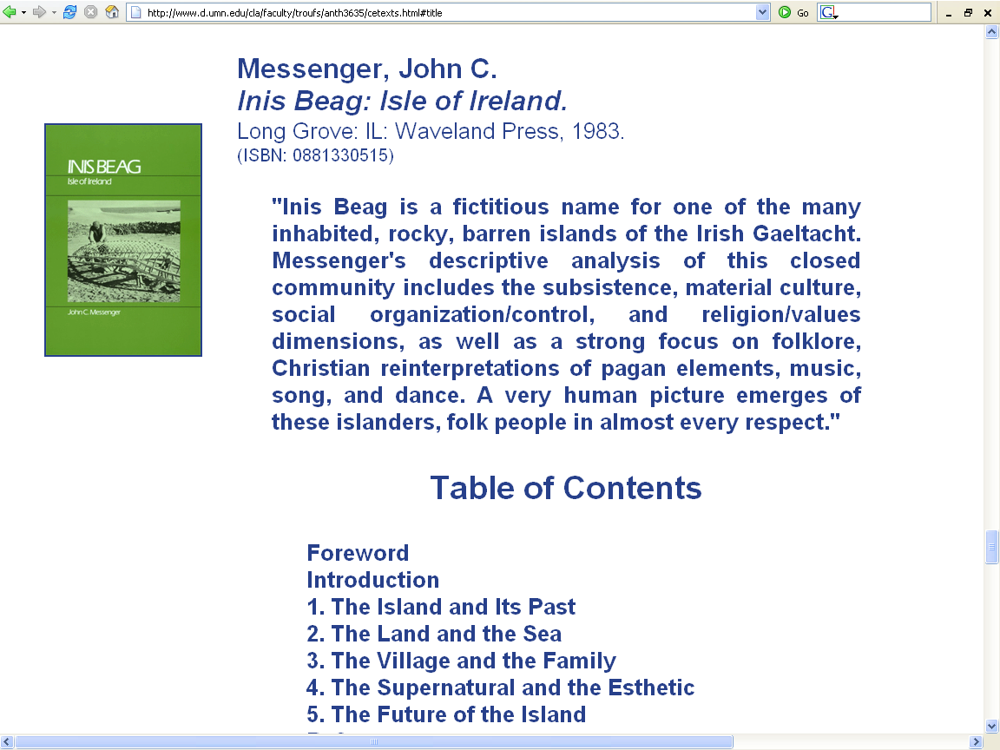 http://www.d.umn.edu/cla/faculty/troufs/anth3635/cetexts.html#title
Go
G
Messenger, John C.
Inis Beag: Isle of Ireland.
Long Grove: IL: Waveland Press, 1983.
(ISBN: 0881330515)
INIS BEAG
Isle of Ireland
John C. Messenger
"Inis Beag is a fictitious name for one of the many
inhabited, rocky, barren islands of the Irish Gaeltacht.
Messenger's descriptive analysis of this closed
community includes the subsistence, material culture,
social organization/control, and religion/values
dimensions, as well as a strong focus on folklore,
Christian reinterpretations of pagan elements, music,
song, and dance. A very human picture emerges of
these islanders, folk people in almost every respect."
Table of Contents
Foreword
Introduction
1. The Island and Its Past
2. The Land and the Sea
3. The Village and the Family
4. The Supernatural and the Esthetic
5. The Future of the Island